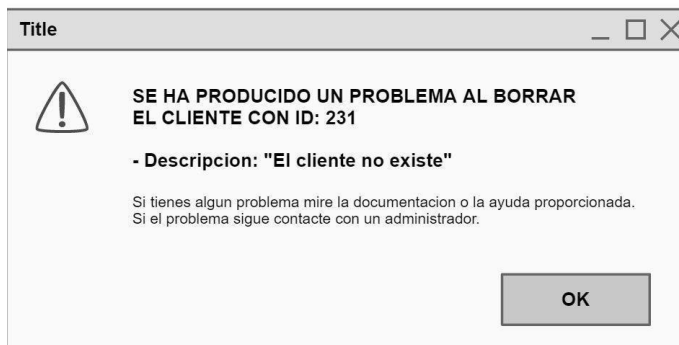 Title
SE HA PRODUCIDO UN PROBLEMA AL BORRAR
EL CLIENTE CON ID: 231
- Descripcion: "El cliente no existe"
Si tienes algun problema mire la documentacion o la ayuda proporcionada.
Si el problema sigue contacte con un administrador.
OK